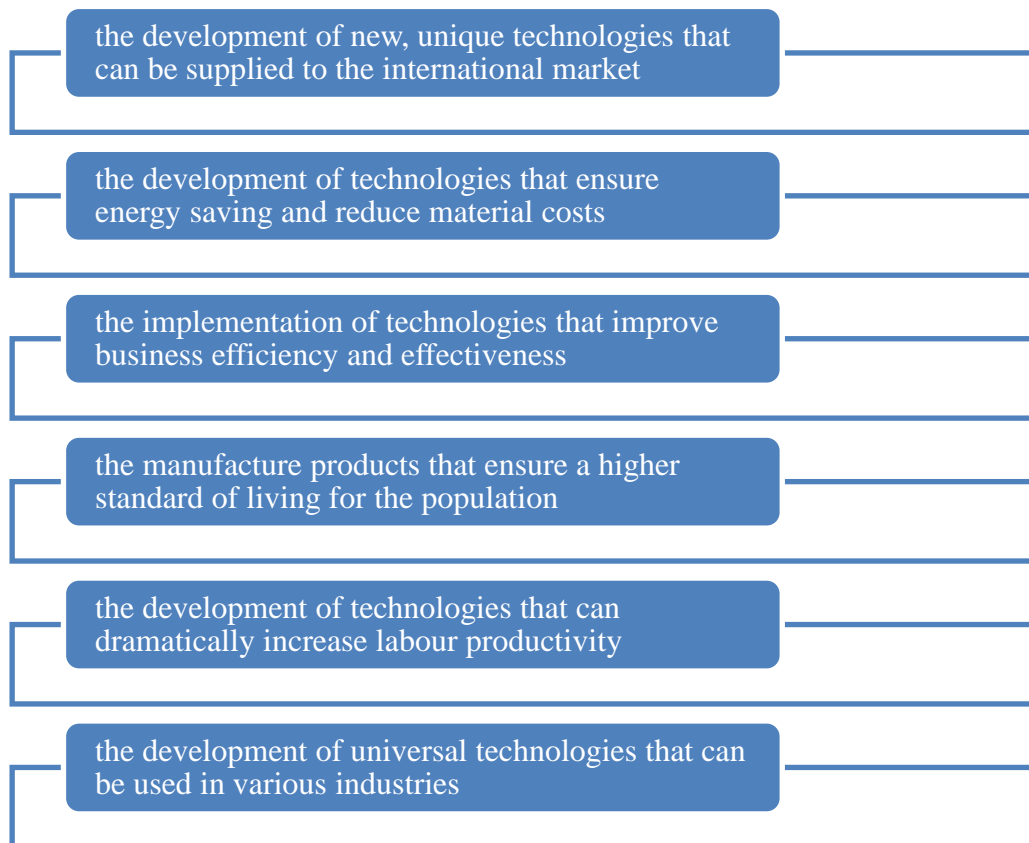 the development of new, unique technologies that
can be supplied to the international market
the development of technologies that ensure
energy saving and reduce material costs
the implementation of technologies that improve
business efficiency and effectiveness
the manufacture products that ensure a higher
standard of living for the population
the development of technologies that can
dramatically increase labour productivity
the development of universal technologies that can
be used in various industries